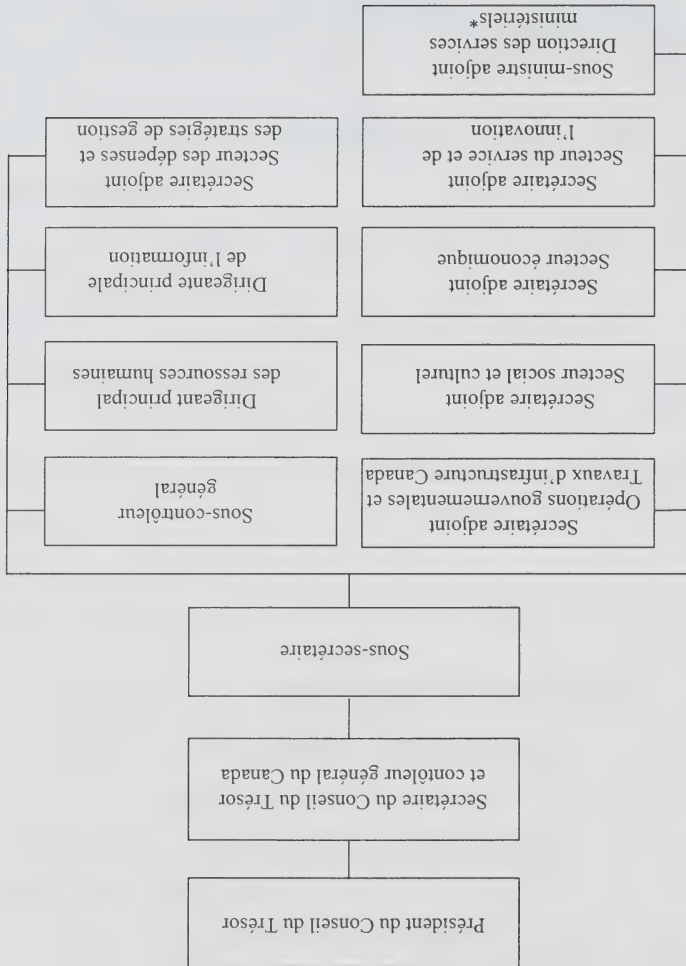 Président du Conseil du Trésor
Secrétaire du Conseil du Trésor
et contôleur général du Canada
Sous-secrétaire
Secrétaire adjoint
Opérations gouvernementales et
Travaux d'infrastructure Canada
Sous-contrôleur
général
Secrétaire adjoint
Secteur social et culturel
Dirigeant principal
des ressources humaines
Secrétaire adjoint
Secteur économique
Dirigeante principale
de l'information
Secrétaire adjoint
Secteur du service et de
l'innovation
Secrétaire adjoint
Secteur des dépenses et
des stratégies de gestion
Sous-ministre adjoint
Direction des services
ministériels*